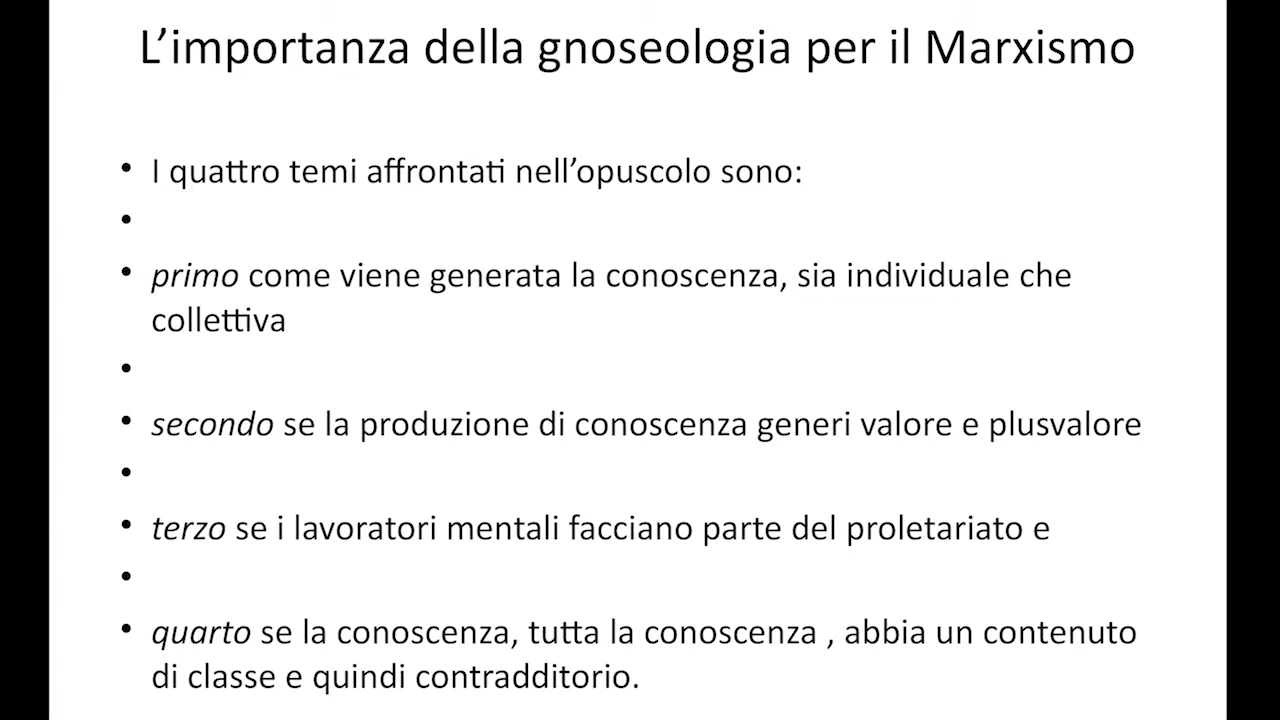 L’importanza della gnoseologia per il Marxismo
• I quattro temi affrontati nell’opuscolo sono:
•
• primo come viene generata la conoscenza, sia individuale che
collettiva
•
• secondo se la produzione di conoscenza generi valore e plusvalore
•
• terzo se i lavoratori mentali facciano parte del proletariato e
•
• quarto se la conoscenza, tutta la conoscenza , abbia un contenuto
di classe e quindi contradditorio.